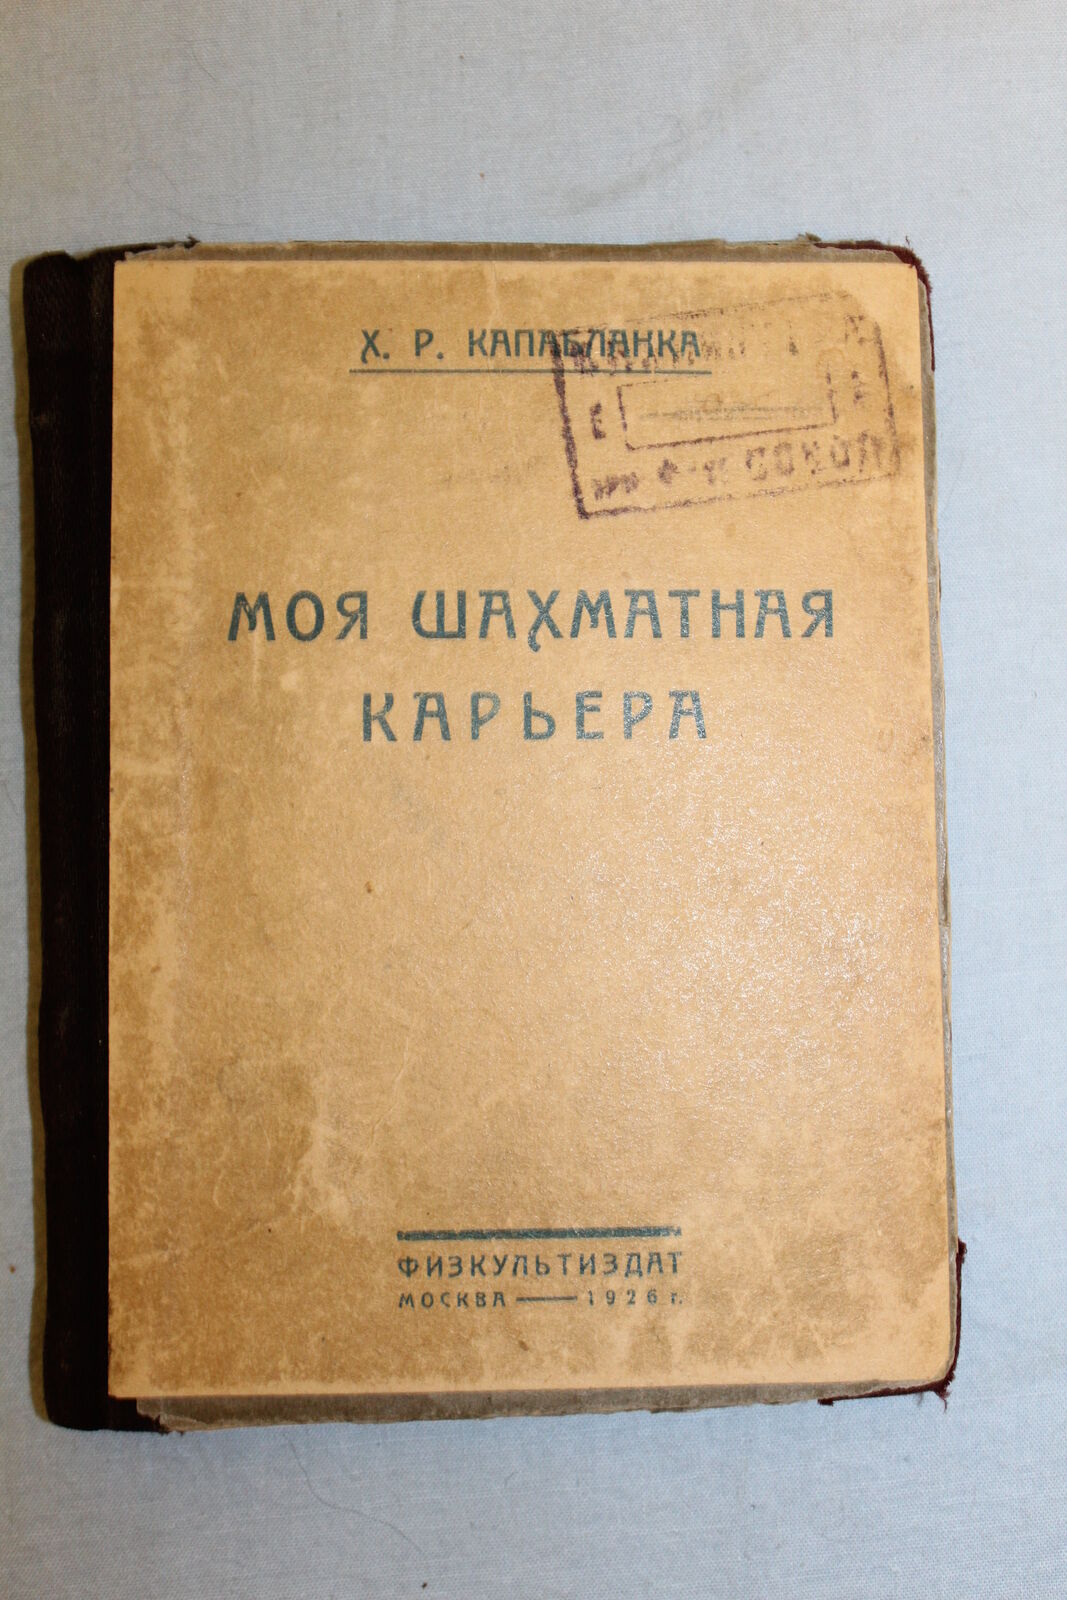 Х. Р. КАПАБЛАНКА
МОЯ ШАХМАТНАЯ
КАРЬЕРА
ФИЗКУЛЬТИЗДАТ
МОСКВА — 1926 г.